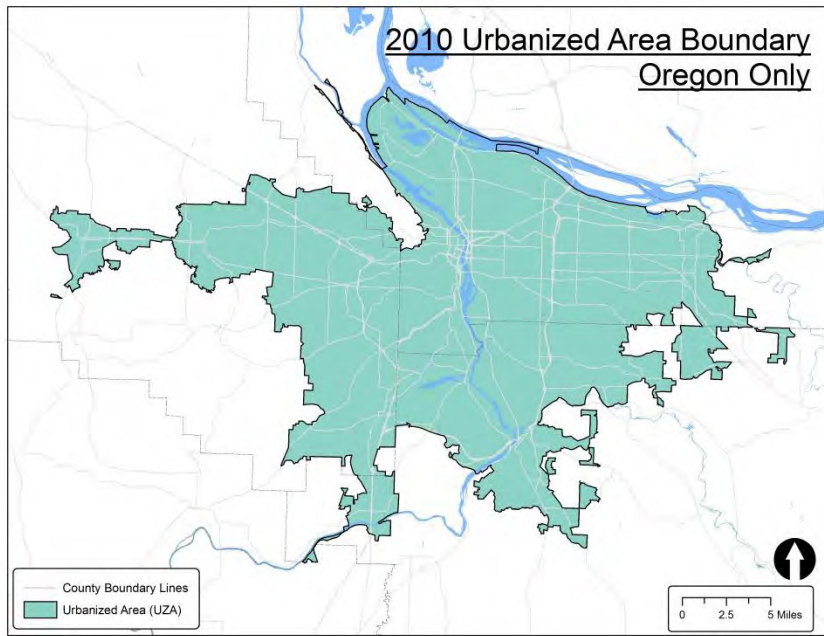 2010 Urbanized Area Boundary
Oregon Only
County Boundary Lines
Urbanized Area (UZA)
0 2.5 5 Miles